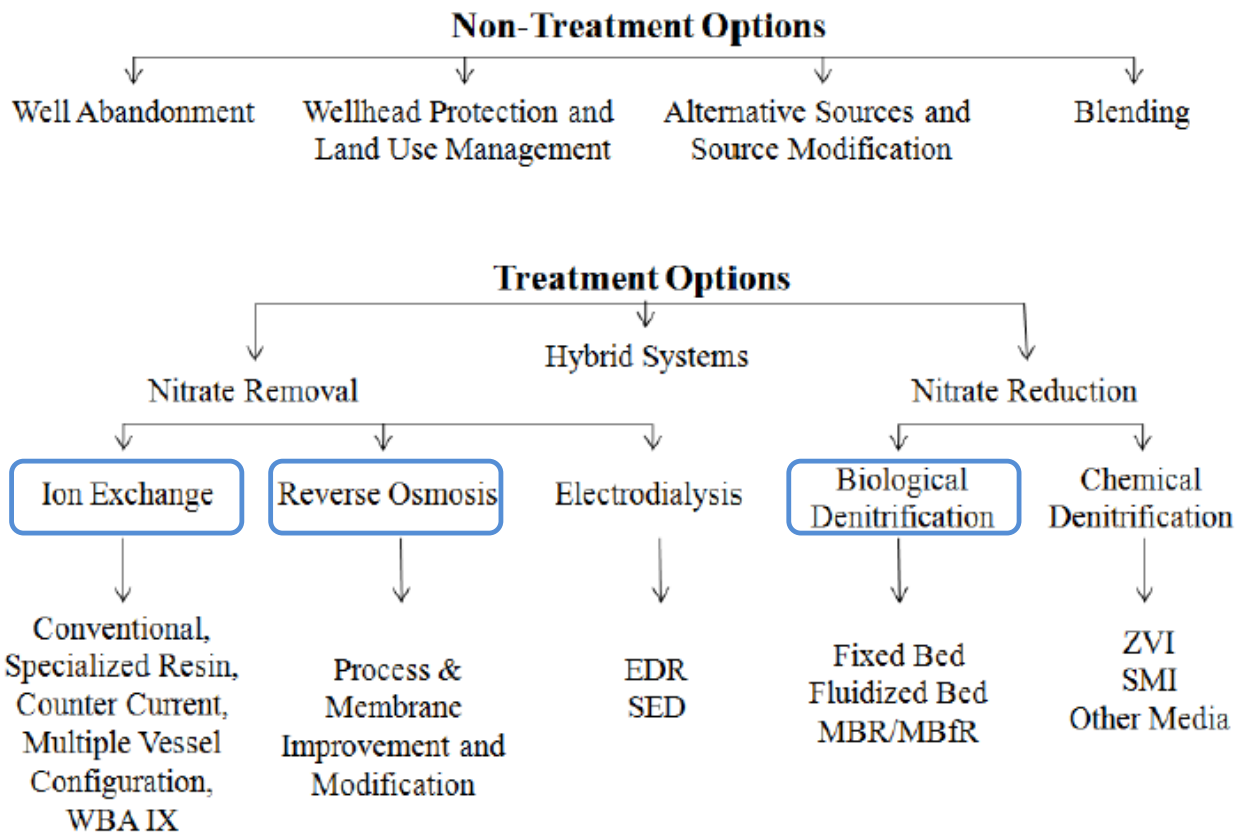 Non-Treatment Options
Well Abandonment
Wellhead Protection and
Land Use Management
Alternative Sources and
Source Modification
Blending
Treatment Options
Hybrid Systems
Nitrate Removal
Nitrate Reduction
Ion Exchange
Reverse Osmosis
Electrodialysis
Biological
Denitrification
Chemical
Denitrification
Conventional,
Specialized Resin,
Counter Current,
Multiple Vessel
Configuration,
WBA IX
Process &
Membrane
Improvement and
Modification
EDR
SED
Fixed Bed
Fluidized Bed
MBR/MBfR
ZVI
SMI
Other Media